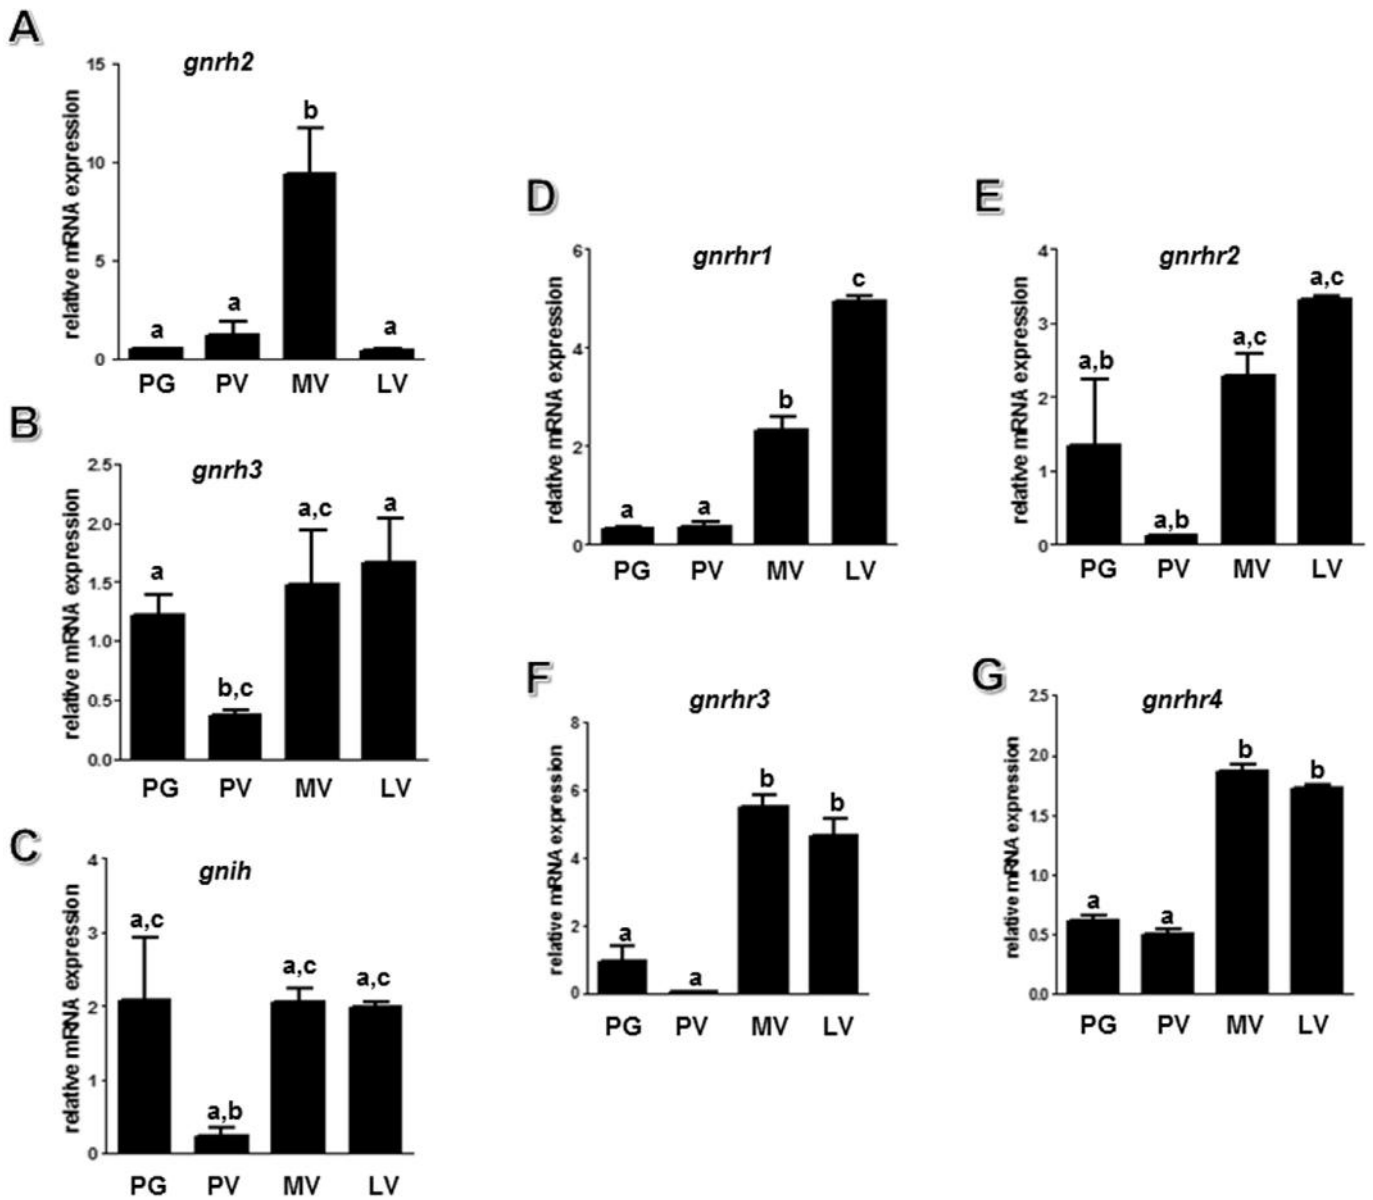 A
gnrh2
relative mRNA expression
15
10
5
0
a
a
b
a
PG PV MV LV
B
gnrh3
relative mRNA expression
2.5
2.0
1.5
1.0
0.5
0.0
a
b,c
a,c
a
PG PV MV LV
C
gnih
relative mRNA expression
4
3
2
1
0
a,c
a,b
a,c
a,c
PG PV MV LV
D
gnrhr1
relative mRNA expression
6
4
2
0
a
a
b
c
PG PV MV LV
E
gnrhr2
relative mRNA expression
4
3
2
1
0
a,b
a,b
a,c
a,c
PG PV MV LV
F
gnrhr3
relative mRNA expression
8
6
4
2
0
a
a
b
b
PG PV MV LV
G
gnrhr4
relative mRNA expression
2.5
2.0
1.5
1.0
0.5
0.0
a
a
b
b
PG PV MV LV